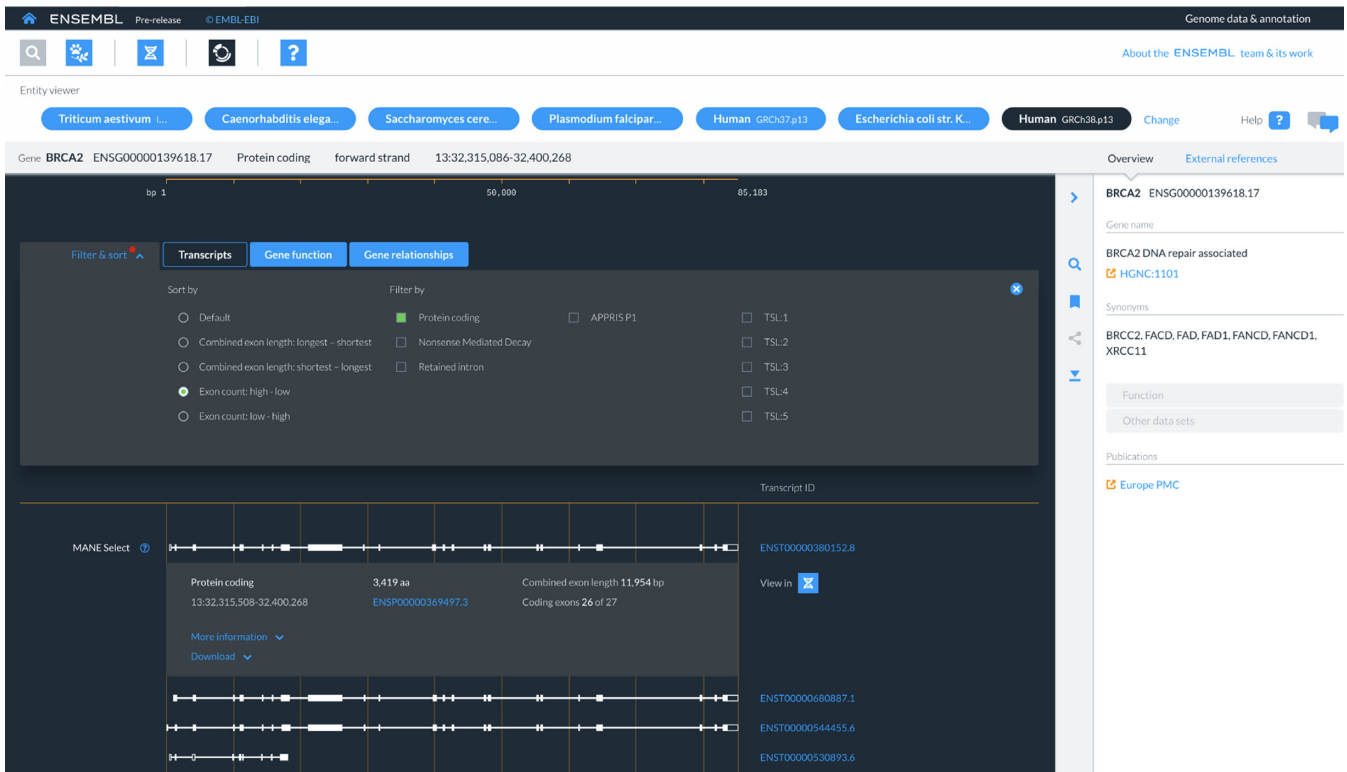 ENSEMBL Pre-release © EMBL-EBI Genome data & annotation
? About the ENSEMBL team & its work
Entity viewer
Triticum aestivum I... Caenorhabditis elega... Saccharomyces cere... Plasmodium falcipar... Human GRCh37.p13 Escherichia coli str. K... Human GRCh38.p13 Change Help ?
Gene BRCA2 ENSG00000139618.17 Protein coding forward strand 13:32,315,086-32,400,268 Overview External references
bp 1 50,000 85,183
BRCA2 ENSG00000139618.17
Gene name
BRCA2 DNA repair associated
HGNC:1101
Synonyms
BRCC2, FACD, FAD, FAD1, FANCD, FANCD1,
XRCC11
Function
Other data sets
Publications
Europe PMC
Filter & sort Transcripts Gene function Gene relationships
Sort by Filter by
Default Protein coding APPRIS P1 TSL:1
Combined exon length: longest – shortest Nonsense Mediated Decay TSL:2
Combined exon length: shortest – longest Retained intron TSL:3
Exon count: high - low TSL:4
Exon count: low - high TSL:5
Transcript ID
MANE Select ? ENST00000380152.8
Protein coding 3,419 aa Combined exon length 11,954 bp View in
13:32,315,508-32,400,268 ENSP00000369497.3 Coding exons 26 of 27
More information
Download
ENST00000680887.1
ENST00000544455.6
ENST00000530893.6